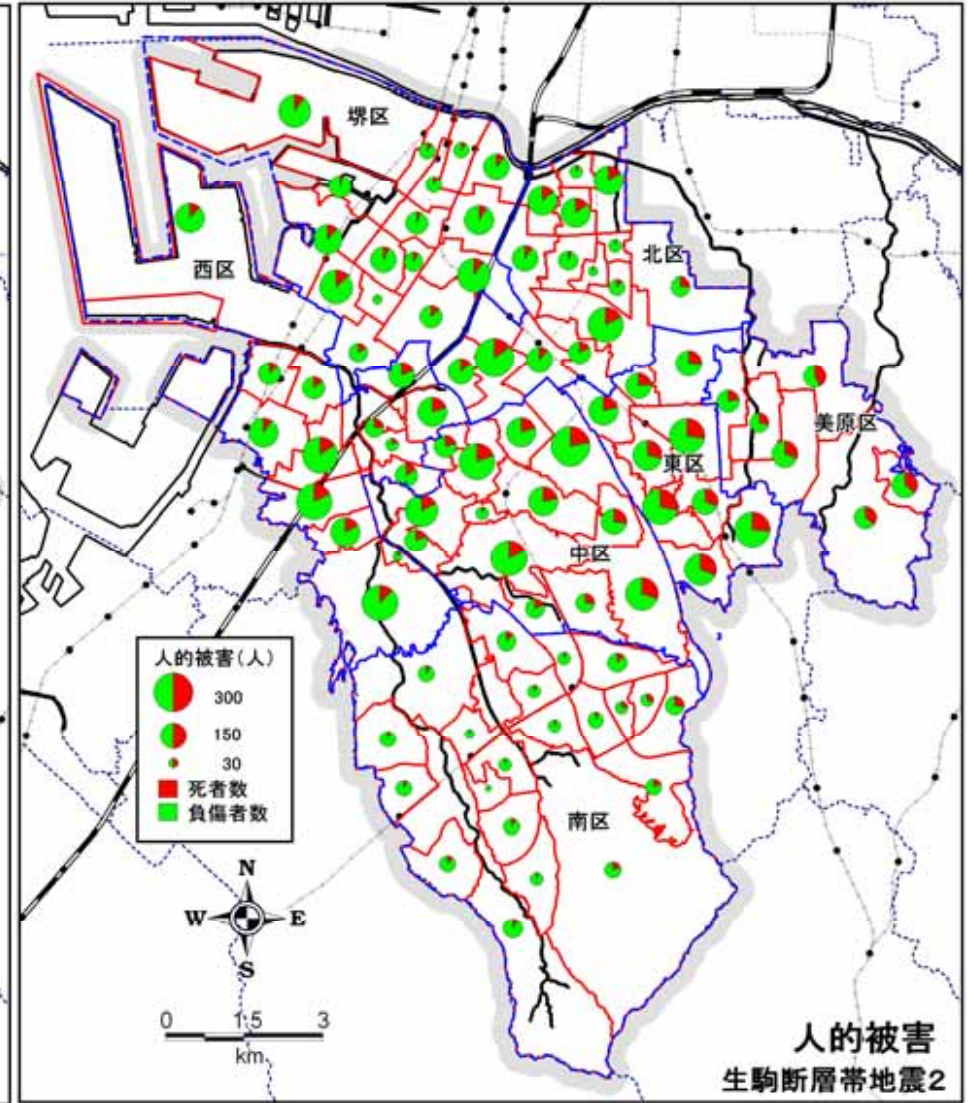 堺区
西区
北区
美原区
東区
中区
南区
人的被害(人)
300
150
30
死者数
負傷者数
N
W E
S
0 1.5 3
km
人的被害
生駒断層帯地震2